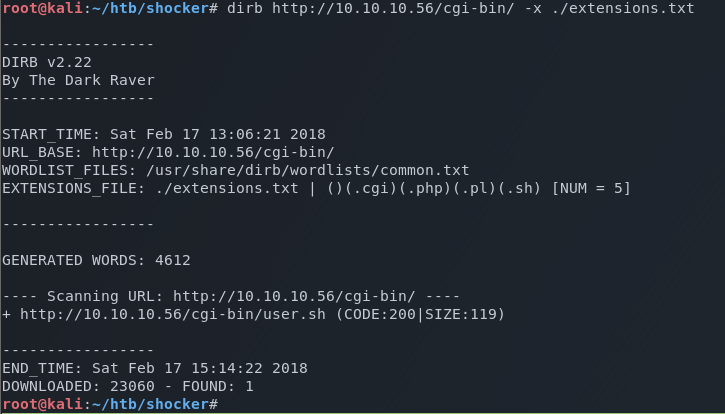 root@kali:~/htb/shocker# dirb http://10.10.10.56/cgi-bin/ -x ./extensions.txt
-----------------
DIRB v2.22
By The Dark Raver
-----------------
START_TIME: Sat Feb 17 13:06:21 2018
URL_BASE: http://10.10.10.56/cgi-bin/
WORDLIST_FILES: /usr/share/dirb/wordlists/common.txt
EXTENSIONS_FILE: ./extensions.txt | ()(.cgi)(.php)(.pl)(.sh) [NUM = 5]
-----------------
GENERATED WORDS: 4612
---- Scanning URL: http://10.10.10.56/cgi-bin/ ----
+ http://10.10.10.56/cgi-bin/user.sh (CODE:200|SIZE:119)
-----------------
END_TIME: Sat Feb 17 15:14:22 2018
DOWNLOADED: 23060 - FOUND: 1
root@kali:~/htb/shocker#